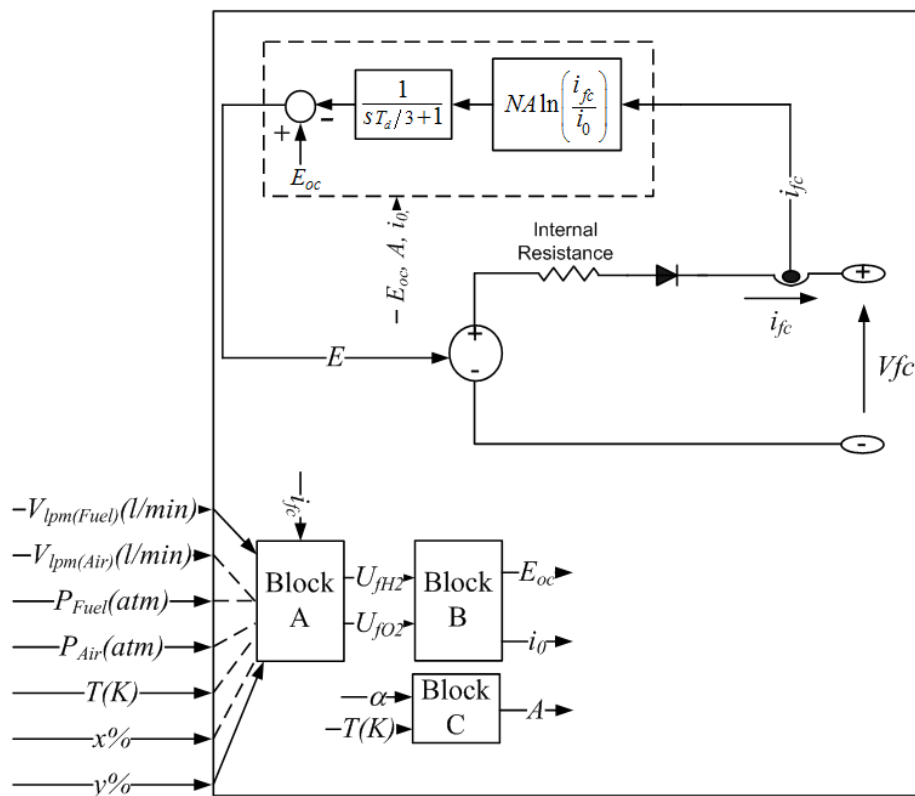 1
sT_d/3+1
NA ln(i_fc/i_0)
+
−
E_oc
− E_oc, A, i_0,
i_fc
Internal
Resistance
+
i_fc
+
-
E
Vfc
-
−V_lpm(Fuel)(l/min)
−V_lpm(Air)(l/min)
P_Fuel(atm)
P_Air(atm)
T(K)
x%
y%
i_fc
Block
A
U_fH2
U_fO2
Block
B
E_oc
i_0
α
−T(K)
Block
C
A